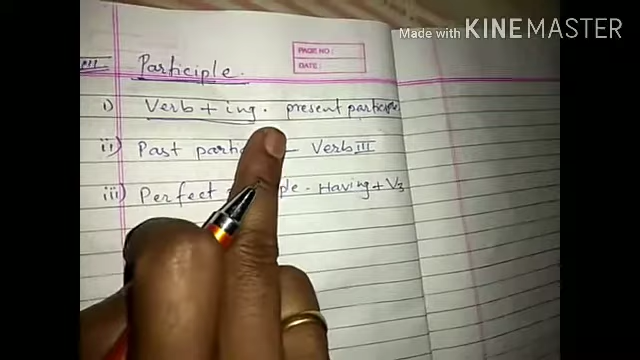 Made with KINEMASTER
III Participle.
PAGE NO :
DATE :
i) Verb + ing. present participle
ii) Past parti - Verb III
iii) Perfect ple. Having + V3